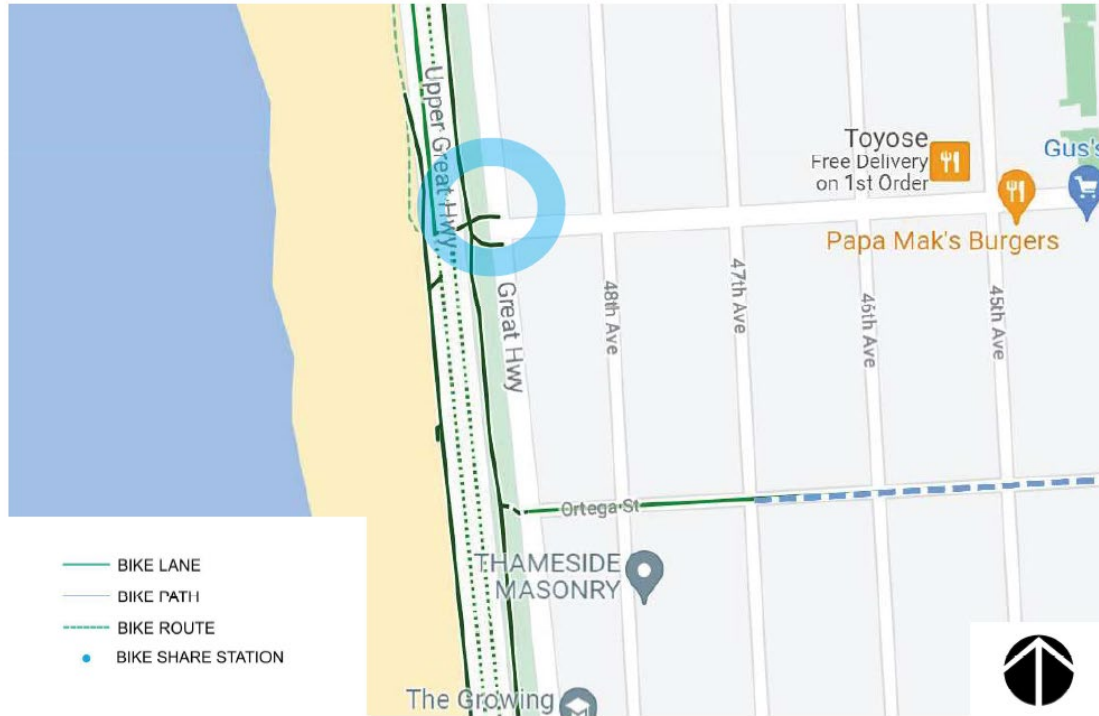 Upper Great Hwy
Toyose
Free Delivery
on 1st Order
Gus's
Papa Mak's Burgers
Great Hwy
48th Ave
47th Ave
46th Ave
45th Ave
Ortega St
THAMESIDE
MASONRY
The Growing
BIKE LANE
BIKE PATH
BIKE ROUTE
BIKE SHARE STATION